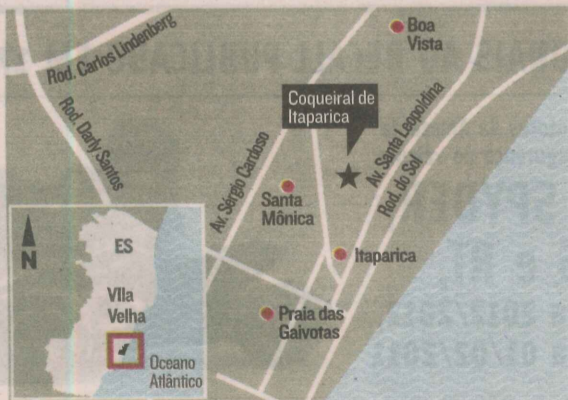 Boa
Vista
Rod. Carlos Lindenberg
Coqueiral de
Itaparica
Av. Santa Leopoldina
Rod. Darly Santos
Av. Sérgio Cardoso
Rod. do Sol
Santa
Mônica
Itaparica
Praia das
Gaivotas
N
ES
VIla
Velha
Oceano
Atlântico